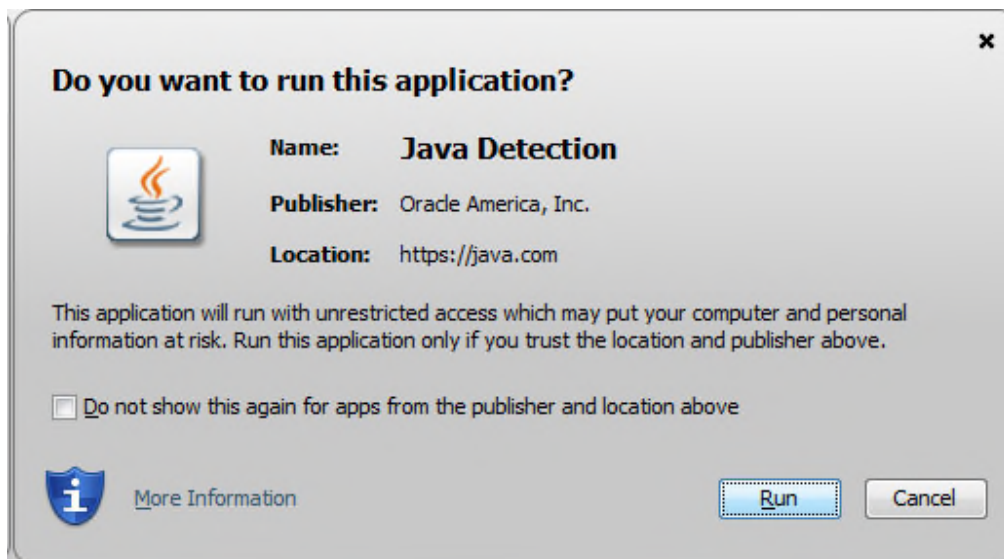 Do you want to run this application?
Name: Java Detection
Publisher: Oracle America, Inc.
Location: https://java.com
This application will run with unrestricted access which may put your computer and personal
information at risk. Run this application only if you trust the location and publisher above.
Do not show this again for apps from the publisher and location above
More Information
Run
Cancel